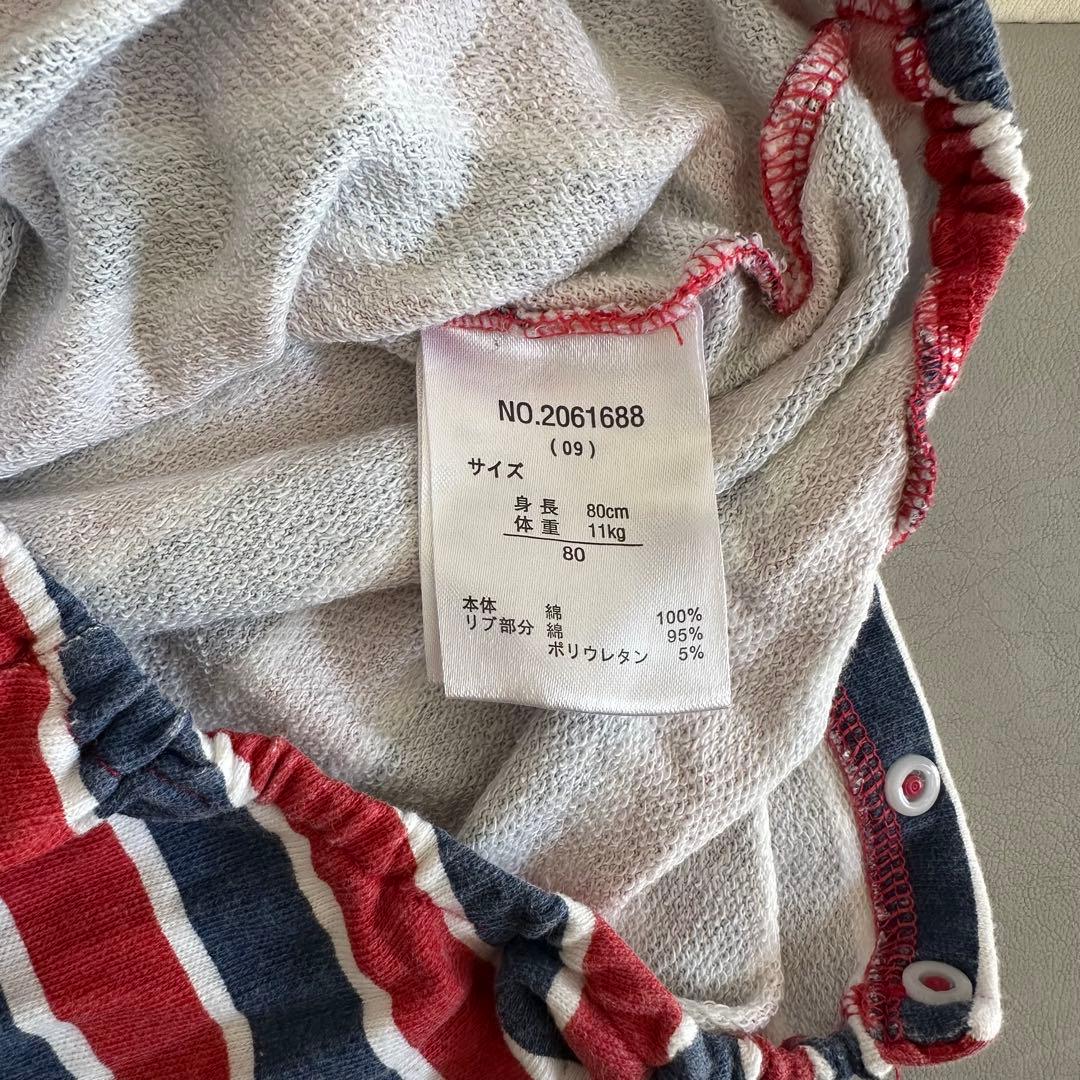 NO.2061688
(09)
サイズ
身長 80cm
体重 11kg
80
本体 綿 100%
リブ部分 綿 95%
ポリウレタン 5%